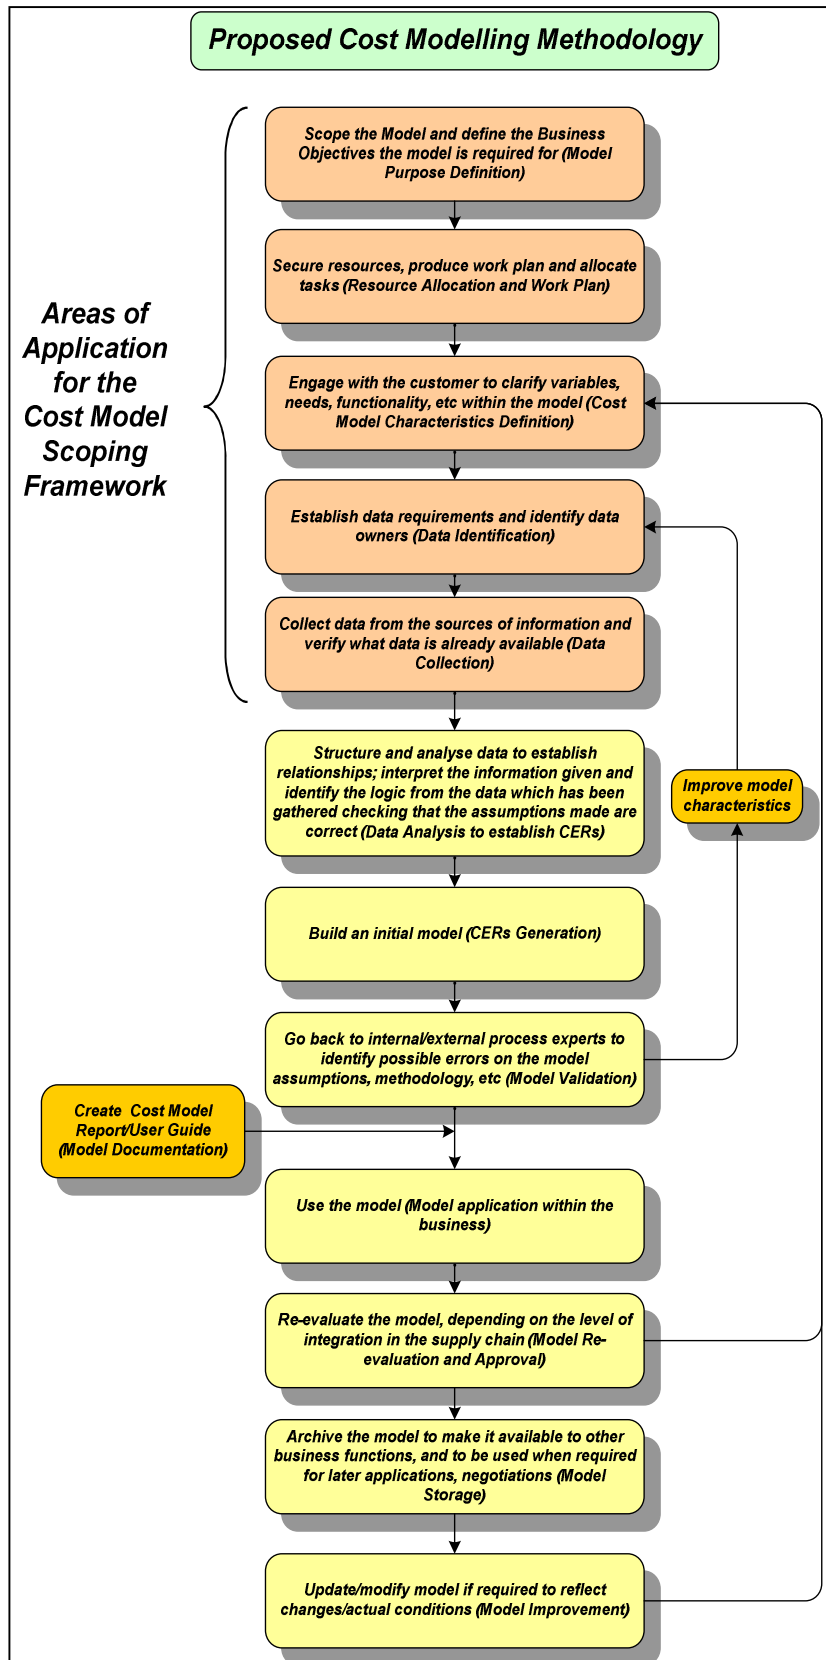 Proposed Cost Modelling Methodology
Scope the Model and define the Business
Objectives the model is required for (Model
Purpose Definition)
Secure resources, produce work plan and allocate
tasks (Resource Allocation and Work Plan)
Areas of
Application
for the
Cost Model
Scoping
Framework
Engage with the customer to clarify variables,
needs, functionality, etc within the model (Cost
Model Characteristics Definition)
Establish data requirements and identify data
owners (Data Identification)
Collect data from the sources of information and
verify what data is already available (Data
Collection)
Structure and analyse data to establish
relationships; interpret the information given and
identify the logic from the data which has been
gathered checking that the assumptions made are
correct (Data Analysis to establish CERs)
Improve model
characteristics
Build an initial model (CERs Generation)
Go back to internal/external process experts to
identify possible errors on the model
assumptions, methodology, etc (Model Validation)
Create Cost Model
Report/User Guide
(Model Documentation)
Use the model (Model application within the
business)
Re-evaluate the model, depending on the level of
integration in the supply chain (Model Re-
evaluation and Approval)
Archive the model to make it available to other
business functions, and to be used when required
for later applications, negotiations (Model
Storage)
Update/modify model if required to reflect
changes/actual conditions (Model Improvement)